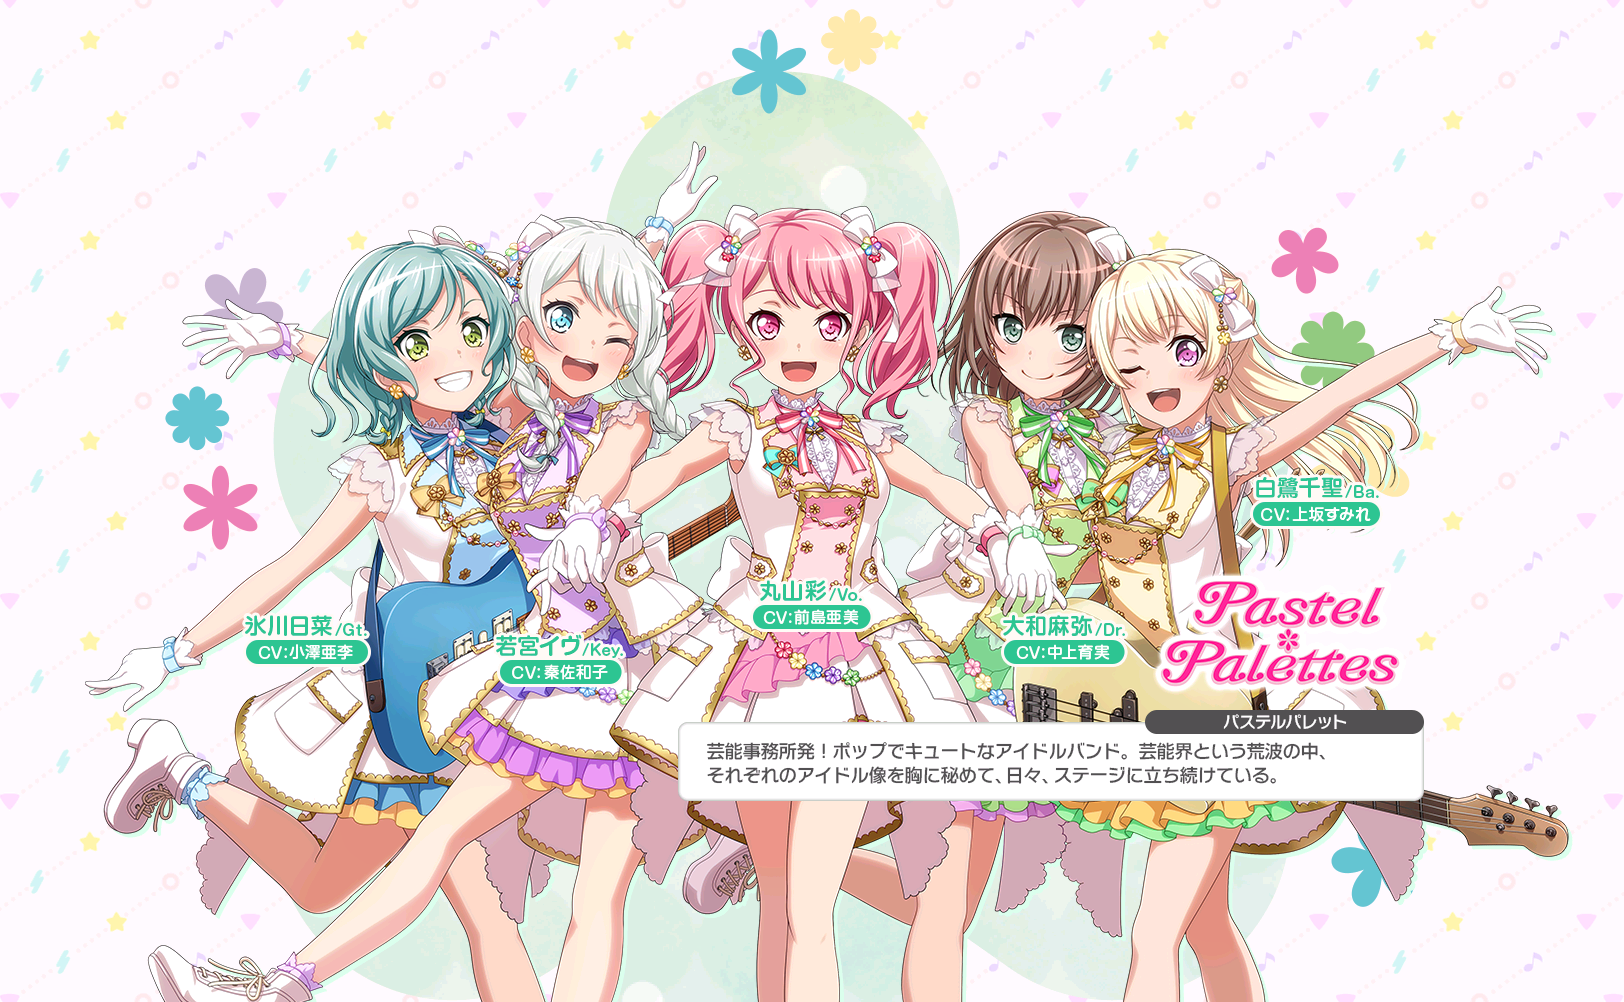 白鷺千聖/Ba.
CV:上坂すみれ
丸山彩/Vo.
CV:前島亜美
氷川日菜/Gt.
CV:小澤亜李
若宮イヴ/Key.
CV:秦佐和子
大和麻弥/Dr.
CV:中上育実
Pastel
Palettes
パステルパレット
芸能事務所発！ポップでキュートなアイドルバンド。芸能界という荒波の中、
それぞれのアイドル像を胸に秘めて、日々、ステージに立ち続けている。